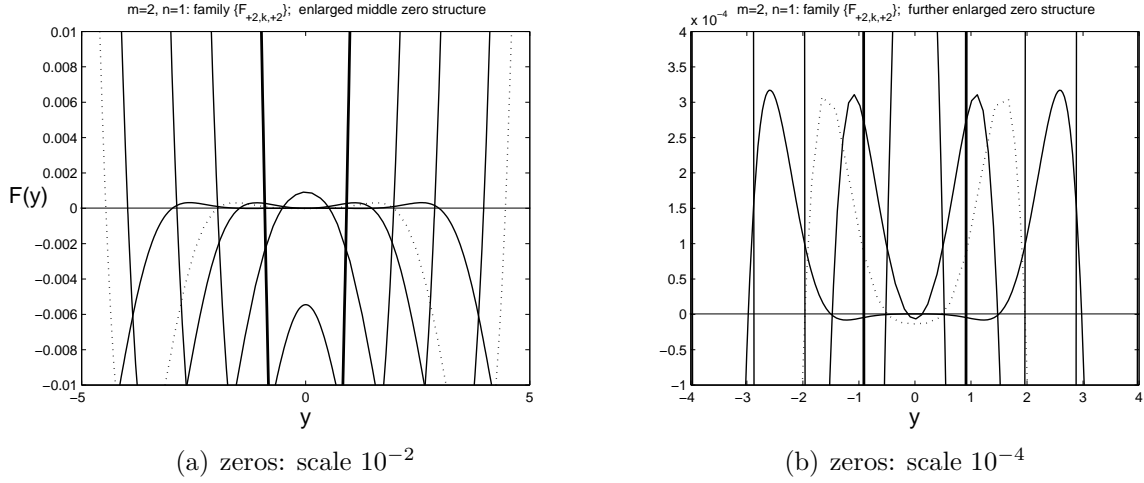 m=2, n=1: family {F+2,k,+2}; enlarged middle zero structure
0.01
0.008
0.006
0.004
0.002
0
−0.002
−0.004
−0.006
−0.008
−0.01
F(y)
−5 0 5
y
(a) zeros: scale 10−2
m=2, n=1: family {F+2,k,+2}; further enlarged zero structure
x 10−4
4
3.5
3
2.5
2
1.5
1
0.5
0
−0.5
−1
−4 −3 −2 −1 0 1 2 3 4
y
(b) zeros: scale 10−4